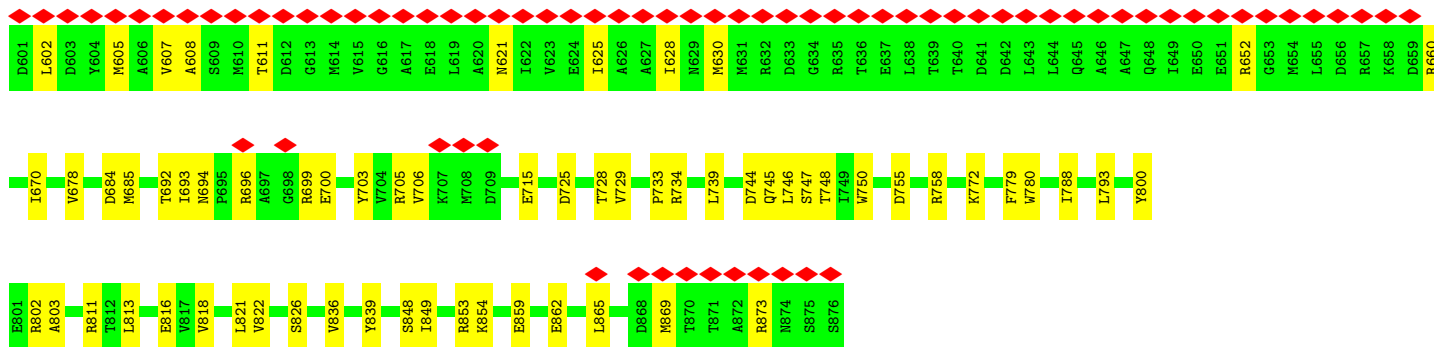 D601 L602 D603 Y604 M605 A606 V607 A608 S609 M610 T611 D612 G613 M614 V615 G616 A617 E618 L619 A620 N621 I622 V623 E624 I625 A626 A627 I628 N629 M630 M631 R632 D633 G634 R635 T636 E637 L638 T639 T640 D641 D642 L643 L644 Q645 A646 A647 Q648 I649 E650 E651 R652 G653 M654 L655 D656 R657 K658 D659 R660
I670 V678 D684 M685 T692 I693 N694 P695 R696 A697 G698 R699 E700 Y703 V704 R705 V706 K707 M708 D709 E715 D725 T728 V729 P733 R734 L739 D744 Q745 L746 S747 T748 I749 W750 D755 R758 K772 F779 W780 I788 L793 Y800
E801 R802 A803 R811 T812 L813 E816 V817 V818 L821 V822 S826 V836 Y839 S848 I849 R853 K854 E859 E862 L865 D868 M869 T870 T871 A872 R873 N874 S875 S876